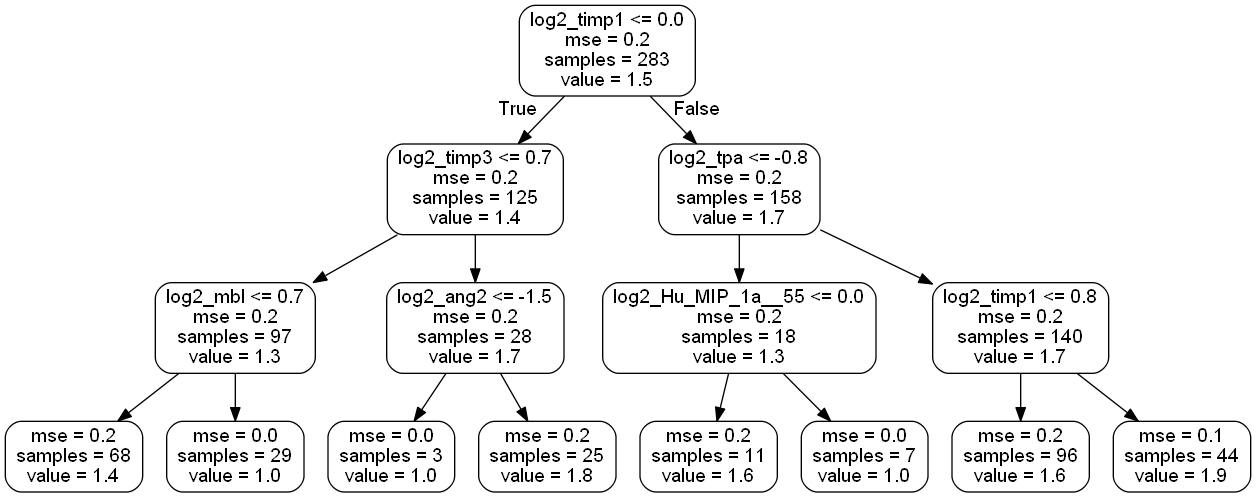 log2_timp1 <= 0.0
mse = 0.2
samples = 283
value = 1.5
True
False
log2_timp3 <= 0.7
mse = 0.2
samples = 125
value = 1.4
log2_tpa <= -0.8
mse = 0.2
samples = 158
value = 1.7
log2_mbl <= 0.7
mse = 0.2
samples = 97
value = 1.3
log2_ang2 <= -1.5
mse = 0.2
samples = 28
value = 1.7
log2_Hu_MIP_1a__55 <= 0.0
mse = 0.2
samples = 18
value = 1.3
log2_timp1 <= 0.8
mse = 0.2
samples = 140
value = 1.7
mse = 0.2
samples = 68
value = 1.4
mse = 0.0
samples = 29
value = 1.0
mse = 0.0
samples = 3
value = 1.0
mse = 0.2
samples = 25
value = 1.8
mse = 0.2
samples = 11
value = 1.6
mse = 0.0
samples = 7
value = 1.0
mse = 0.2
samples = 96
value = 1.6
mse = 0.1
samples = 44
value = 1.9